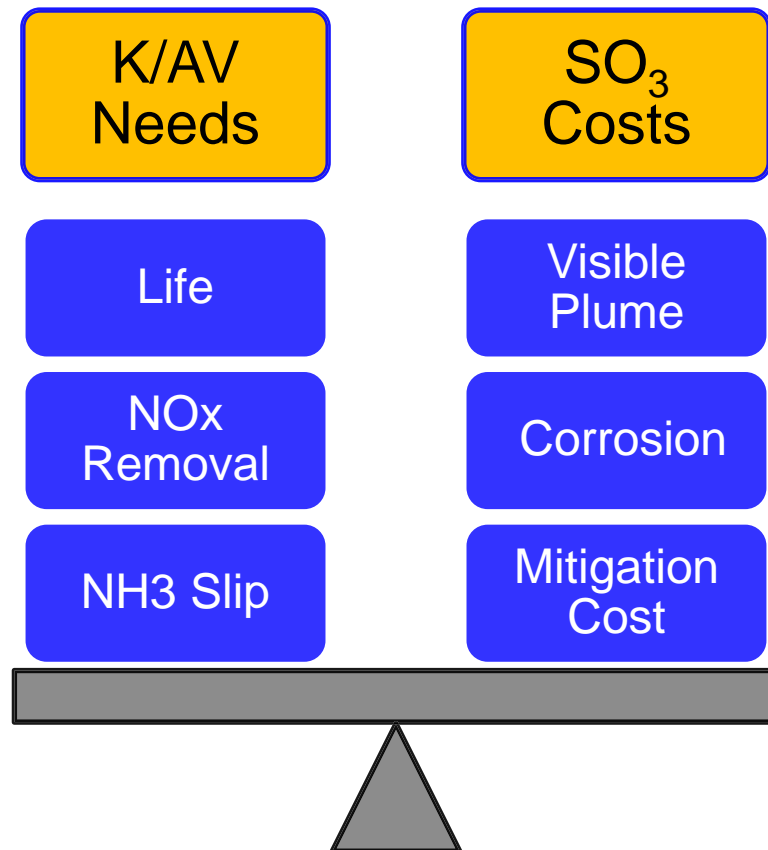 K/AV
Needs
SO₃
Costs
Life
Visible
Plume
NOx
Removal
Corrosion
NH3 Slip
Mitigation
Cost